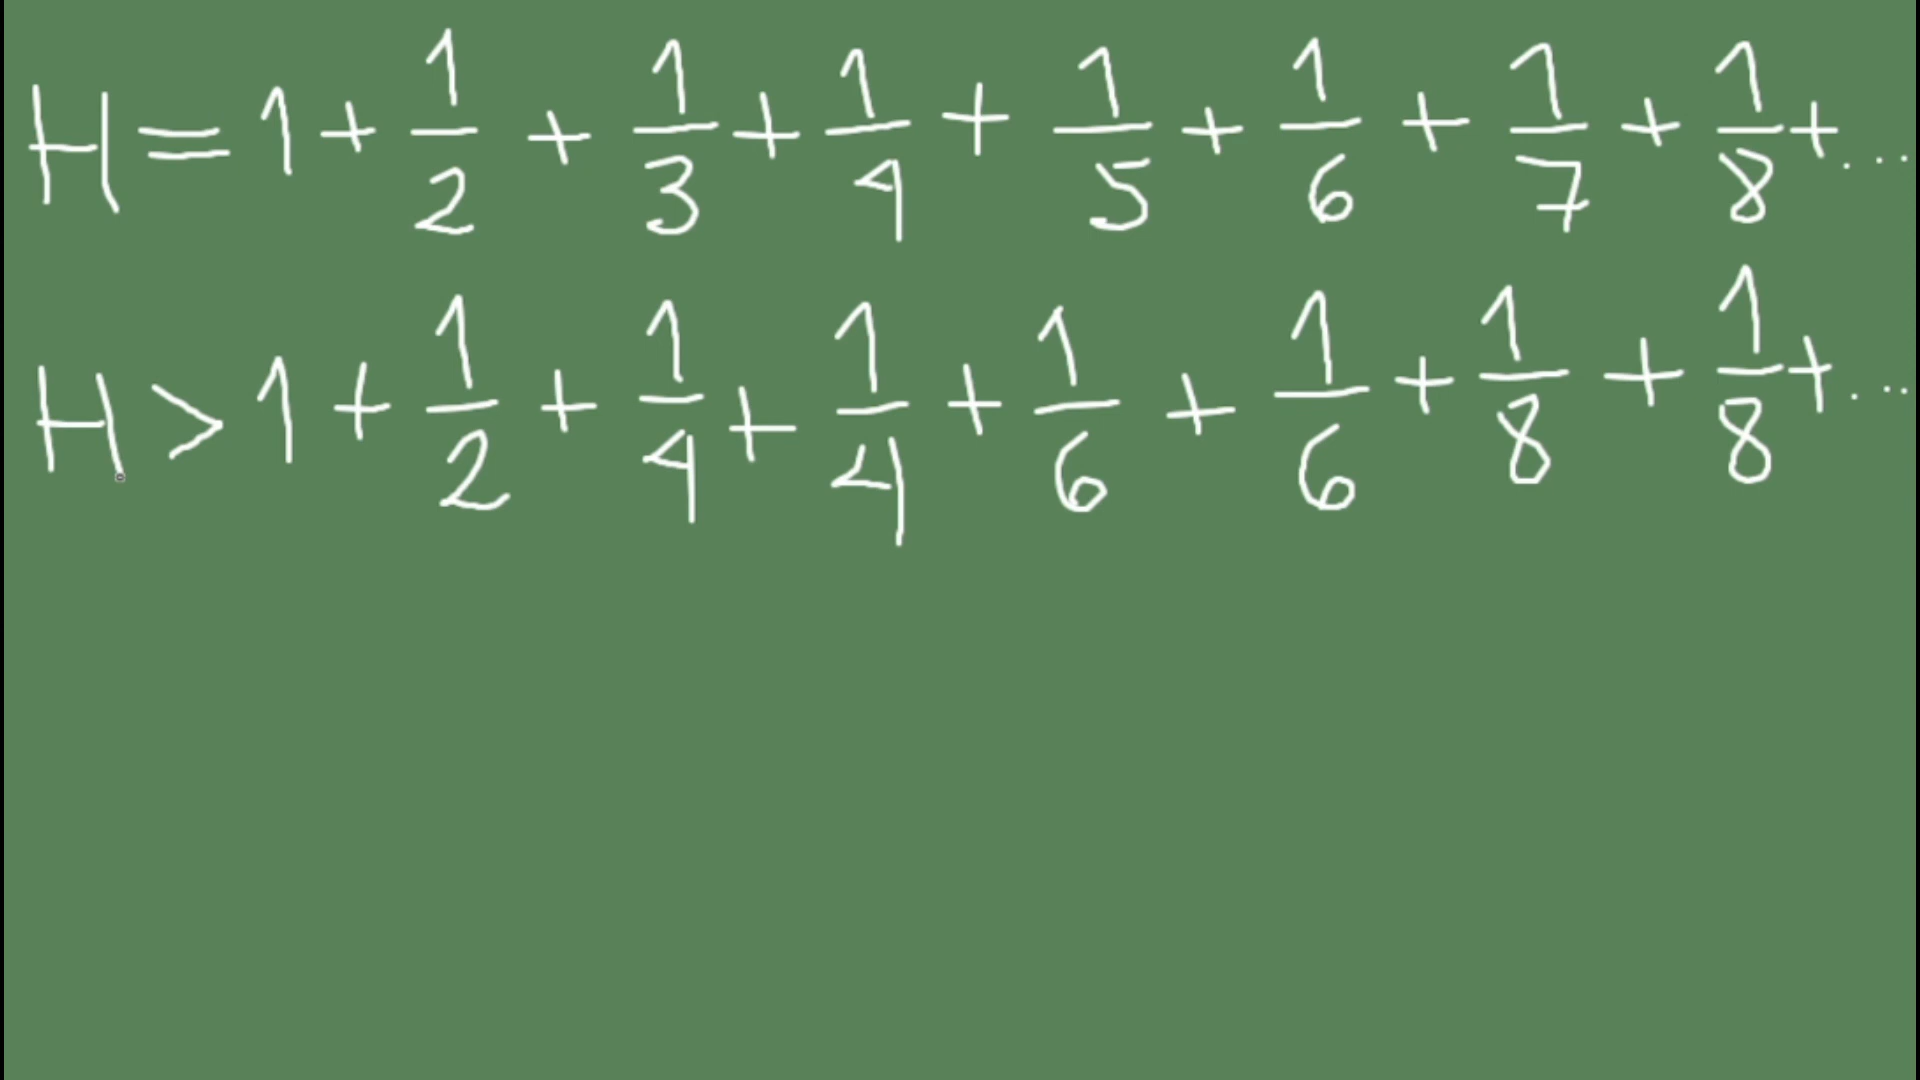 H = 1 + 1/2 + 1/3 + 1/4 + 1/5 + 1/6 + 1/7 + 1/8 + ...
H > 1 + 1/2 + 1/4 + 1/4 + 1/6 + 1/6 + 1/8 + 1/8 + ...